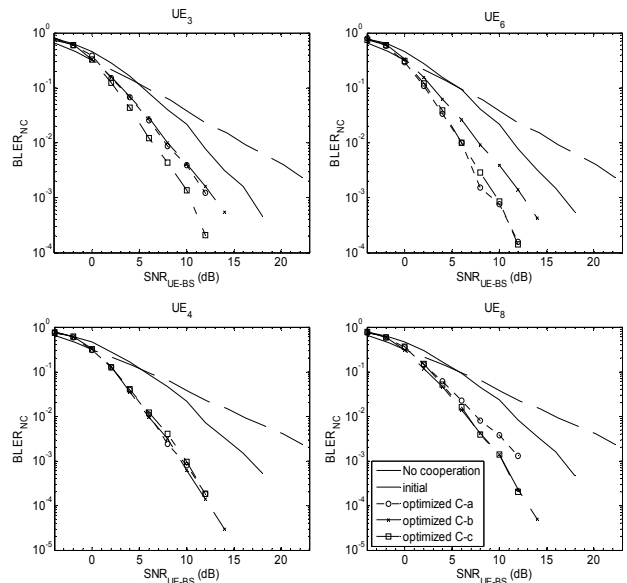 UE3
UE6
10^0
10^-1
10^-2
10^-3
10^-4
BLERNC
0 5 10 15 20
SNRUE-BS (dB)
10^0
10^-1
10^-2
10^-3
10^-4
BLERNC
0 5 10 15 20
SNRUE-BS (dB)
UE4
UE8
10^0
10^-1
10^-2
10^-3
10^-4
10^-5
BLERNC
0 5 10 15 20
SNRUE-BS (dB)
10^0
10^-1
10^-2
10^-3
10^-4
10^-5
BLERNC
No cooperation
initial
optimized C-a
optimized C-b
optimized C-c
0 5 10 15 20
SNRUE-BS (dB)